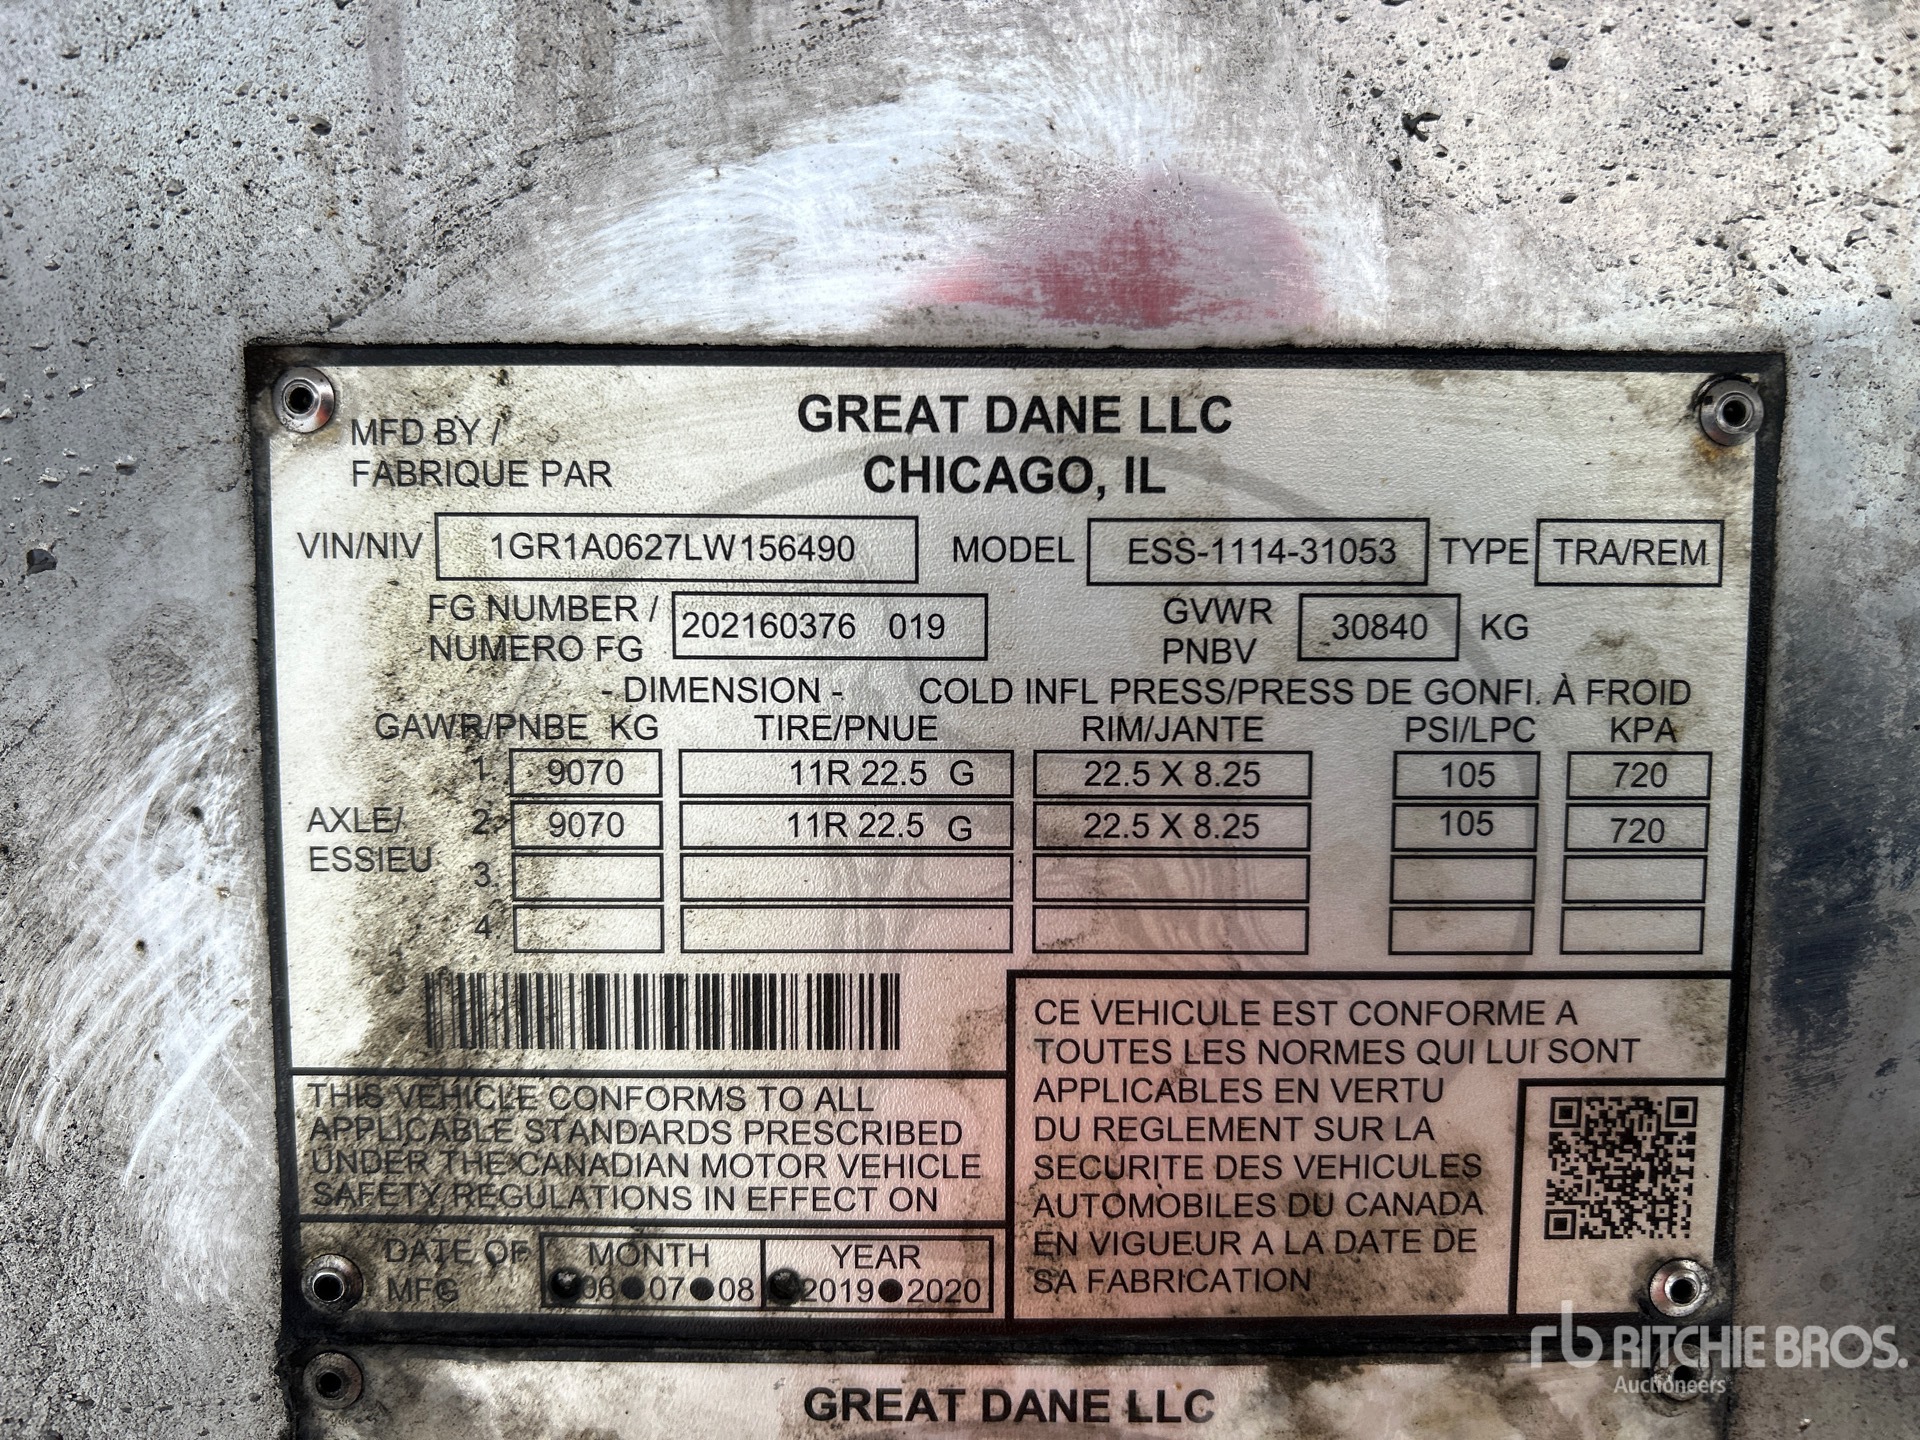 GREAT DANE LLC
CHICAGO, IL
MFD BY /
FABRIQUE PAR
VIN/NIV 1GR1A0627LW156490 MODEL ESS-1114-31053 TYPE TRA/REM
FG NUMBER /
NUMERO FG
202160376 019
GVWR
PNBV
30840 KG
- DIMENSION - COLD INFL PRESS/PRESS DE GONFI. À FROID
GAWR/PNBE KG TIRE/PNUE RIM/JANTE PSI/LPC KPA
1. 9070 11R 22.5 G 22.5 X 8.25 105 720
AXLE/
ESSIEU
2. 9070 11R 22.5 G 22.5 X 8.25 105 720
3.
4
THIS VEHICLE CONFORMS TO ALL
APPLICABLE STANDARDS PRESCRIBED
UNDER THE CANADIAN MOTOR VEHICLE
SAFETY REGULATIONS IN EFFECT ON
DATE OF
MFG
MONTH YEAR
06 07 08 2019 2020
CE VEHICULE EST CONFORME A
TOUTES LES NORMES QUI LUI SONT
APPLICABLES EN VERTU
DU REGLEMENT SUR LA
SECURITE DES VEHICULES
AUTOMOBILES DU CANADA
EN VIGUEUR A LA DATE DE
SA FABRICATION
GREAT DANE LLC
rb RITCHIE BROS.
Auctioneers